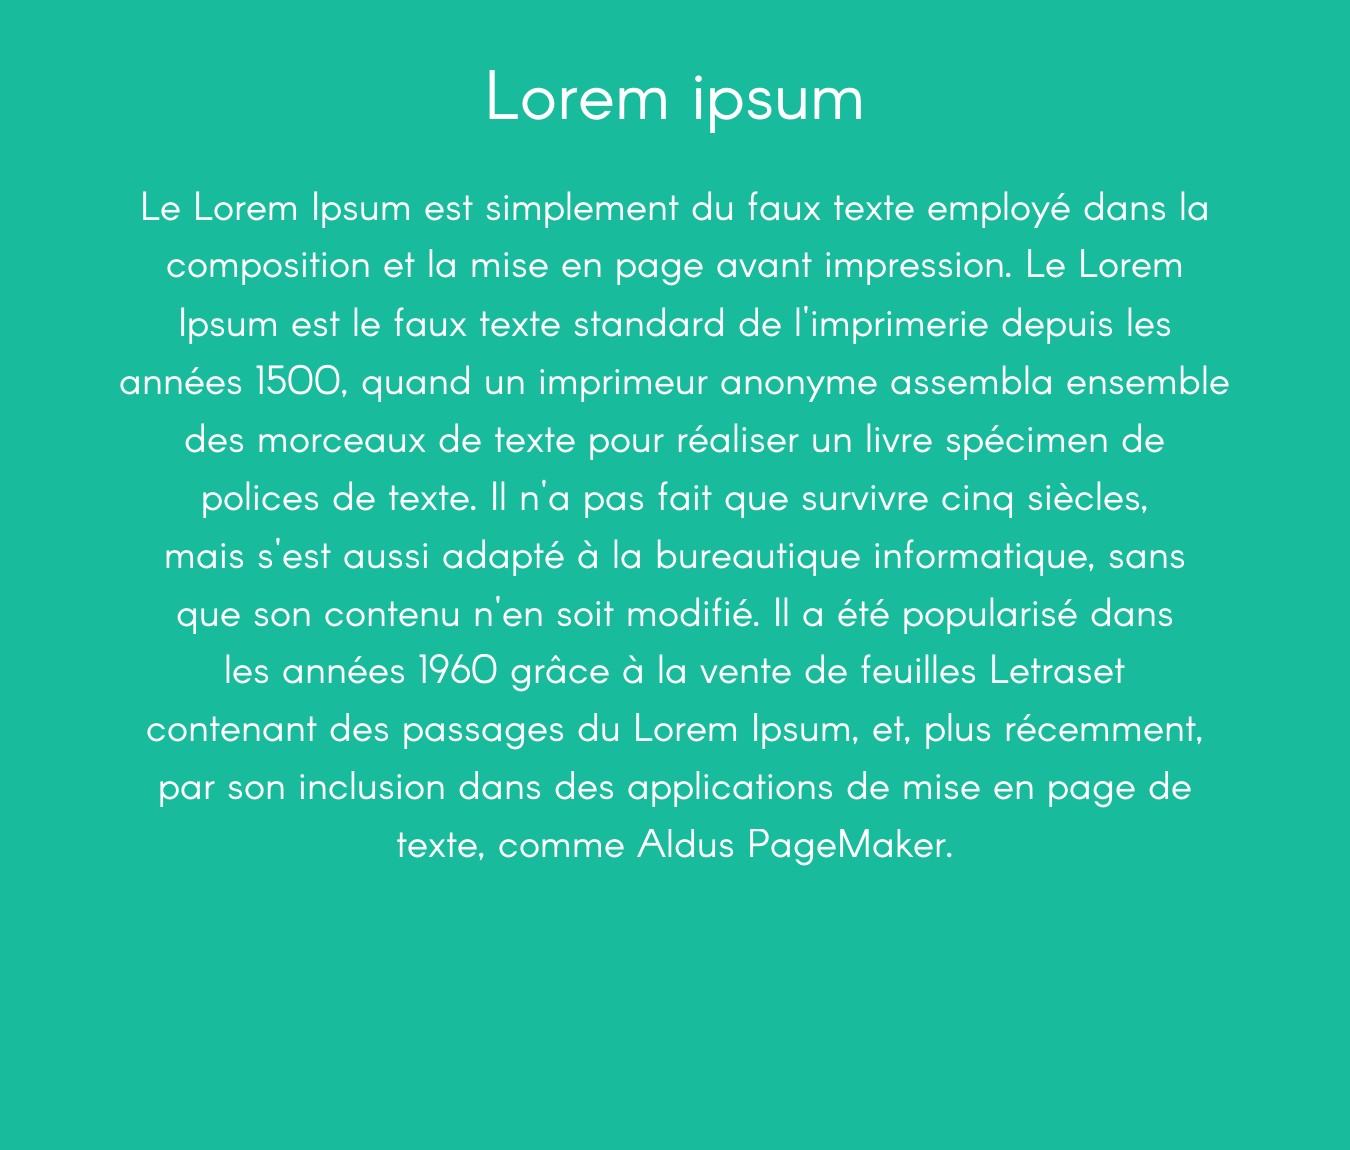 Lorem ipsum
Le Lorem Ipsum est simplement du faux texte employé dans la
composition et la mise en page avant impression. Le Lorem
Ipsum est le faux texte standard de l'imprimerie depuis les
années 1500, quand un imprimeur anonyme assembla ensemble
des morceaux de texte pour réaliser un livre spécimen de
polices de texte. Il n'a pas fait que survivre cinq siècles,
mais s'est aussi adapté à la bureautique informatique, sans
que son contenu n'en soit modifié. Il a été popularisé dans
les années 1960 grâce à la vente de feuilles Letraset
contenant des passages du Lorem Ipsum, et, plus récemment,
par son inclusion dans des applications de mise en page de
texte, comme Aldus PageMaker.